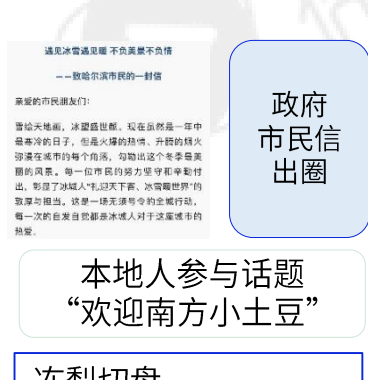 遇见冰雪遇见暖 不负美景不负情
——致哈尔滨市民的一封信
亲爱的市民朋友们：
雪绘天地画，冰塑盛世颜。现在虽然是一年中
最寒冷的日子，但是火爆的热情、升腾的烟火
弥漫在城市的每个角落，勾勒出这个冬季最美
丽的风景。每一位市民的努力坚守和辛勤付
出，彰显了冰城人“礼迎天下客、冰雪暖世界”的
敦厚与担当。这是一场无须号令的全城行动，
每一次的自发自觉都是冰城人对于这座城市的
热爱。
政府
市民信
出圈
本地人参与话题
“欢迎南方小土豆”
冻梨切盘